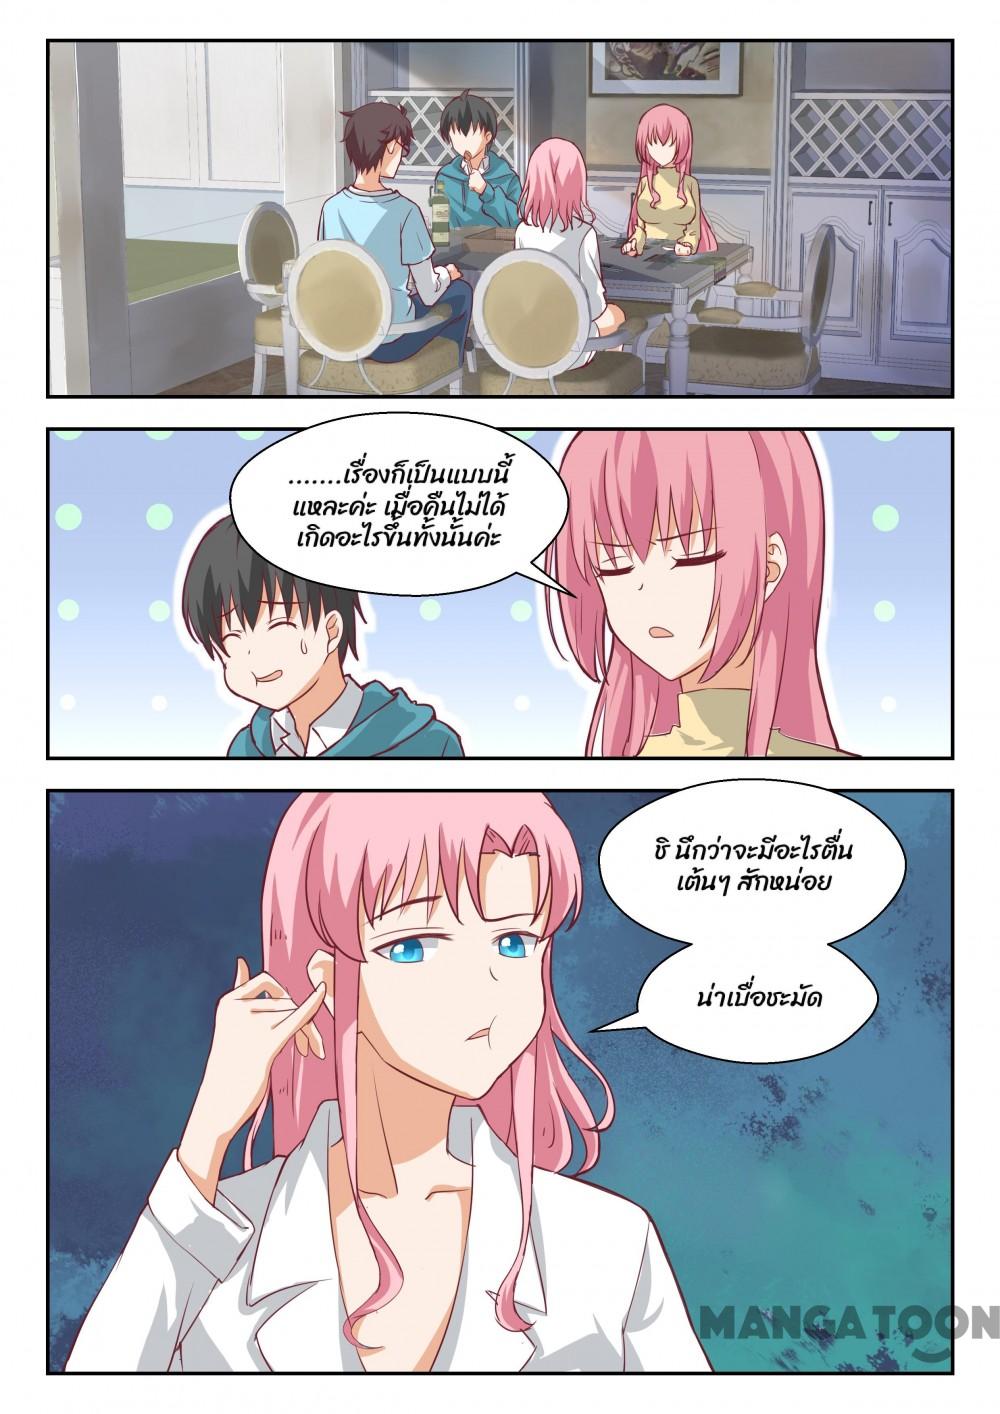 .......เรื่องก็เป็นแบบนี้
แหละค่ะ เมื่อคืนไม่ได้
เกิดอะไรขึ้นทั้งนั้นค่ะ
ชิ นึกว่าจะมีอะไรตื่น
เต้นๆ สักหน่อย
น่าเบื่อชะมัด
MANGATOON